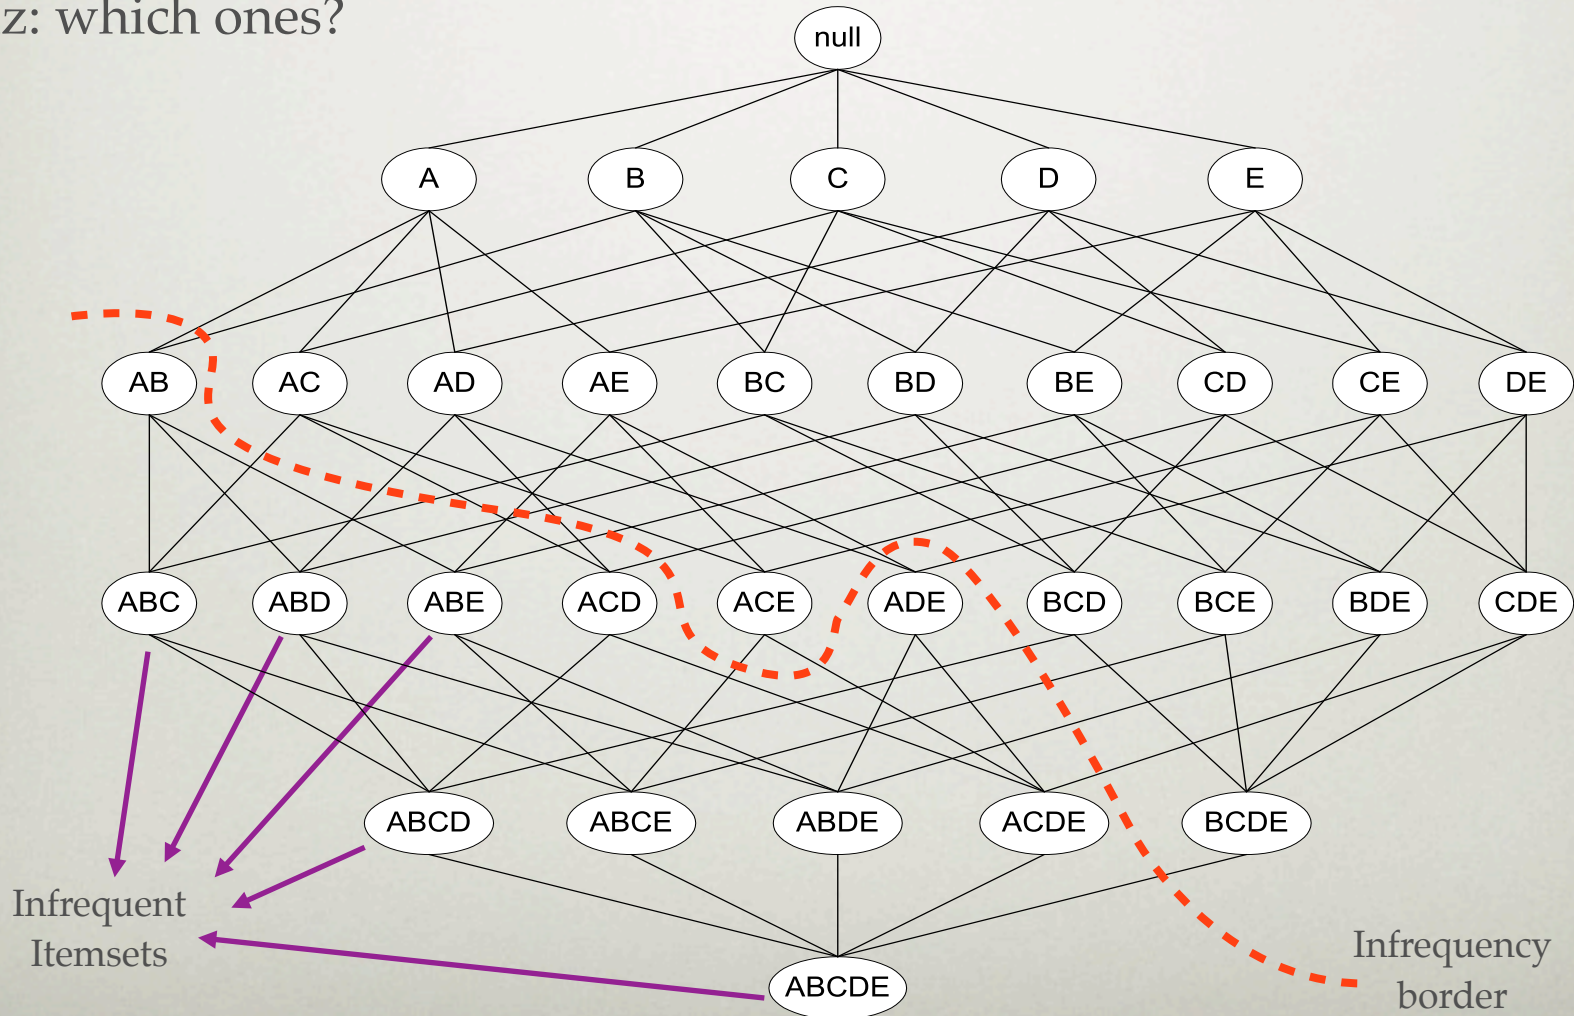 z: which ones?
null
A B C D E
AB AC AD AE BC BD BE CD CE DE
ABC ABD ABE ACD ACE ADE BCD BCE BDE CDE
ABCD ABCE ABDE ACDE BCDE
Infrequent
Itemsets
Infrequency
border
ABCDE